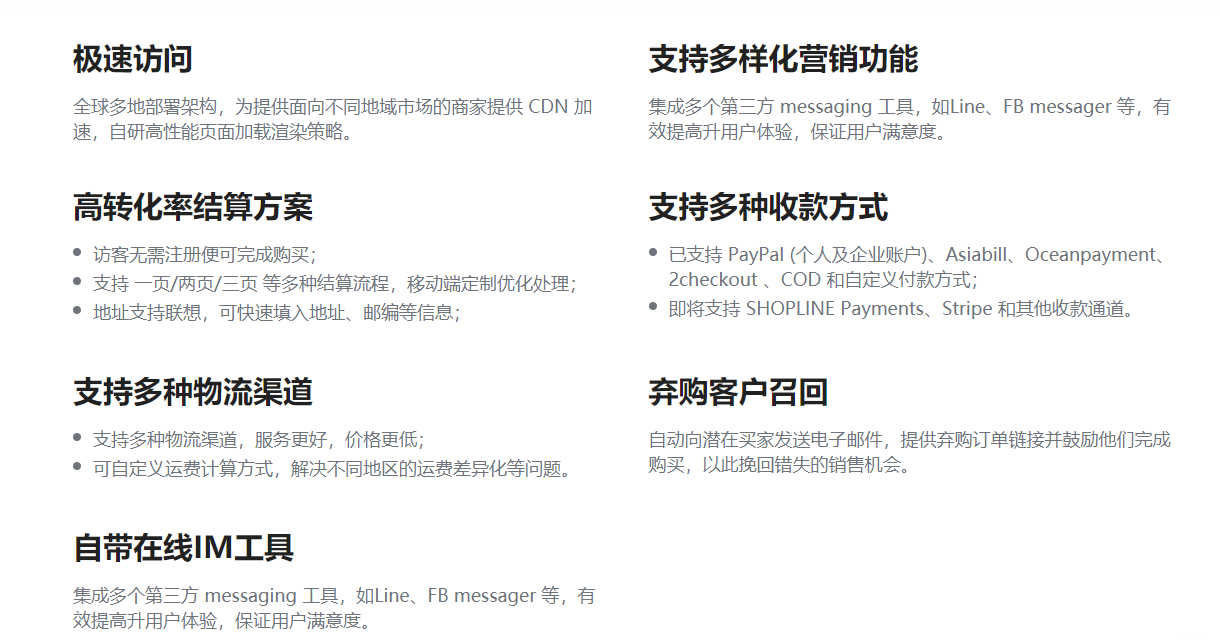 极速访问
全球多地部署架构，为提供面向不同地域市场的商家提供 CDN 加
速，自研高性能页面加载渲染策略。
支持多样化营销功能
集成多个第三方 messaging 工具，如Line、FB messager 等，有
效提高升用户体验，保证用户满意度。
高转化率结算方案
• 访客无需注册便可完成购买；
• 支持 一页/两页/三页 等多种结算流程，移动端定制优化处理；
• 地址支持联想，可快速填入地址、邮编等信息；
支持多种收款方式
• 已支持 PayPal (个人及企业账户)、Asiabill、Oceanpayment、
2checkout 、COD 和自定义付款方式；
• 即将支持 SHOPLINE Payments、Stripe 和其他收款通道。
支持多种物流渠道
• 支持多种物流渠道，服务更好，价格更低；
• 可自定义运费计算方式，解决不同地区的运费差异化等问题。
弃购客户召回
自动向潜在买家发送电子邮件，提供弃购订单链接并鼓励他们完成
购买，以此挽回错失的销售机会。
自带在线IM工具
集成多个第三方 messaging 工具，如Line、FB messager 等，有
效提高升用户体验，保证用户满意度。